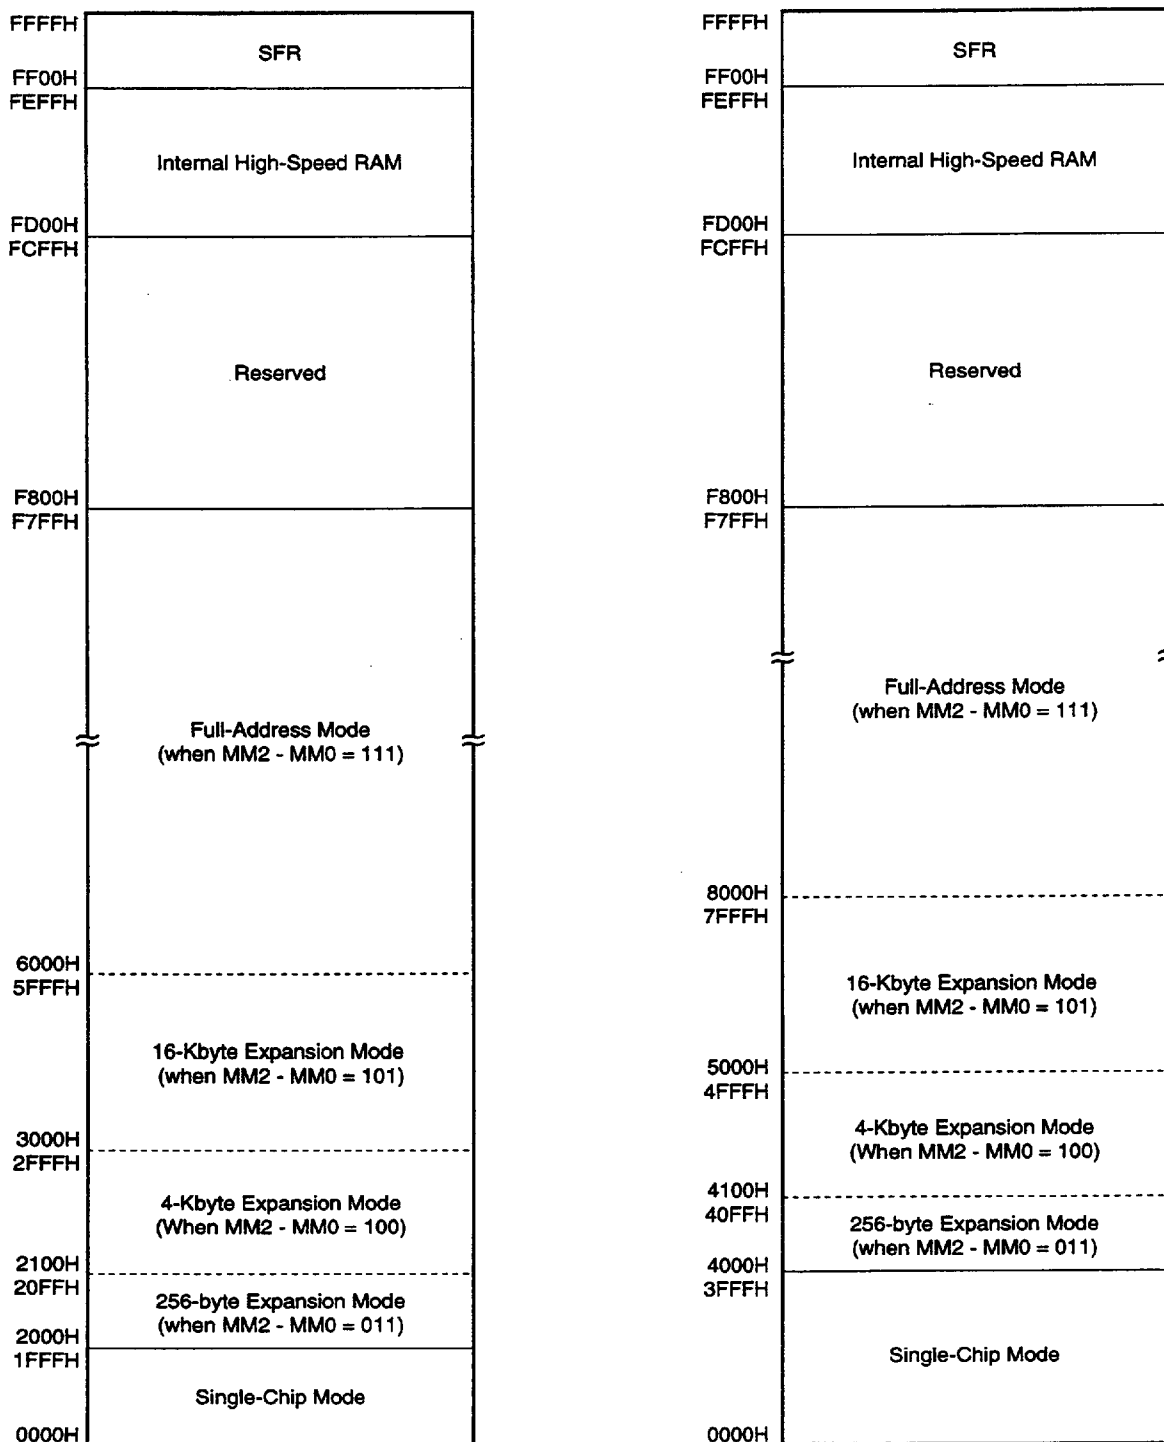 FFFFH
SFR
FF00H
FEFFH
Internal High-Speed RAM
FD00H
FCFFH
Reserved
F800H
F7FFH
Full-Address Mode
(when MM2 - MM0 = 111)
6000H
5FFFH
16-Kbyte Expansion Mode
(when MM2 - MM0 = 101)
3000H
2FFFH
4-Kbyte Expansion Mode
(When MM2 - MM0 = 100)
2100H
20FFH
256-byte Expansion Mode
(when MM2 - MM0 = 011)
2000H
1FFFH
Single-Chip Mode
0000H
FFFFH
SFR
FF00H
FEFFH
Internal High-Speed RAM
FD00H
FCFFH
Reserved
F800H
F7FFH
Full-Address Mode
(when MM2 - MM0 = 111)
8000H
7FFFH
16-Kbyte Expansion Mode
(when MM2 - MM0 = 101)
5000H
4FFFH
4-Kbyte Expansion Mode
(When MM2 - MM0 = 100)
4100H
40FFH
256-byte Expansion Mode
(when MM2 - MM0 = 011)
4000H
3FFFH
Single-Chip Mode
0000H